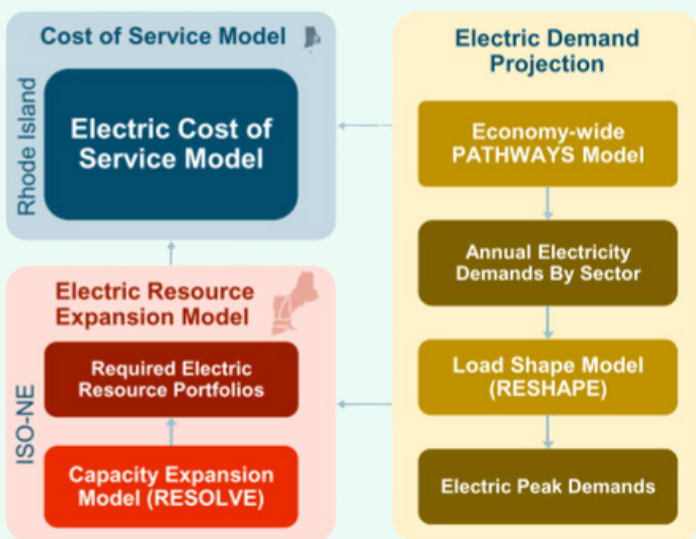 Cost of Service Model
Rhode Island
Electric Cost of
Service Model
Electric Resource
Expansion Model
ISO-NE
Required Electric
Resource Portfolios
Capacity Expansion
Model (RESOLVE)
Electric Demand
Projection
Economy-wide
PATHWAYS Model
Annual Electricity
Demands By Sector
Load Shape Model
(RESHAPE)
Electric Peak Demands